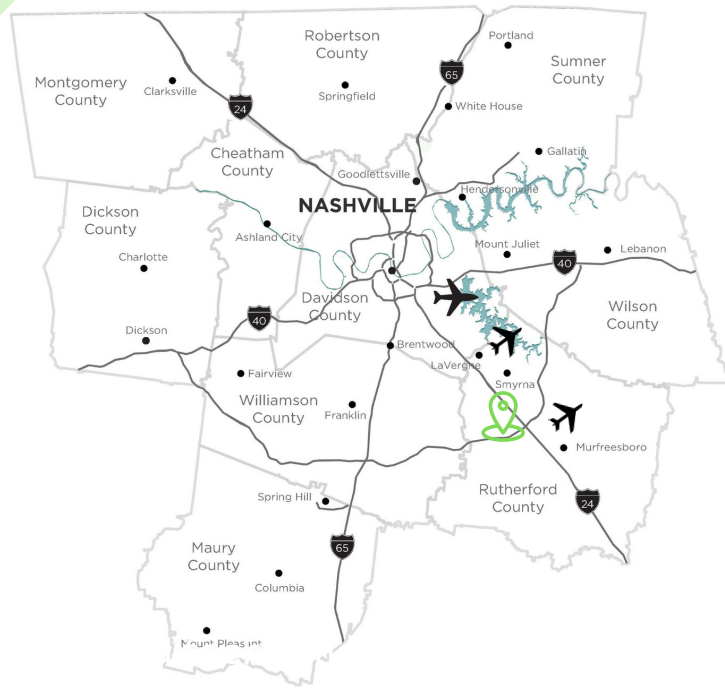 Robertson
County
Portland
Sumner
County
65
Montgomery
County
Clarksville
Springfield
24
White House
Cheatham
County
Gallatin
Goodlettsville
Hendersonville
NASHVILLE
Dickson
County
Ashland City
Mount Juliet
Lebanon
Charlotte
40
Davidson
County
Wilson
County
40
Dickson
Brentwood
LaVergne
Fairview
Smyrna
Williamson
County
Franklin
Murfreesboro
Rutherford
County
Spring Hill
24
Maury
County
65
Columbia
Mount Pleasant